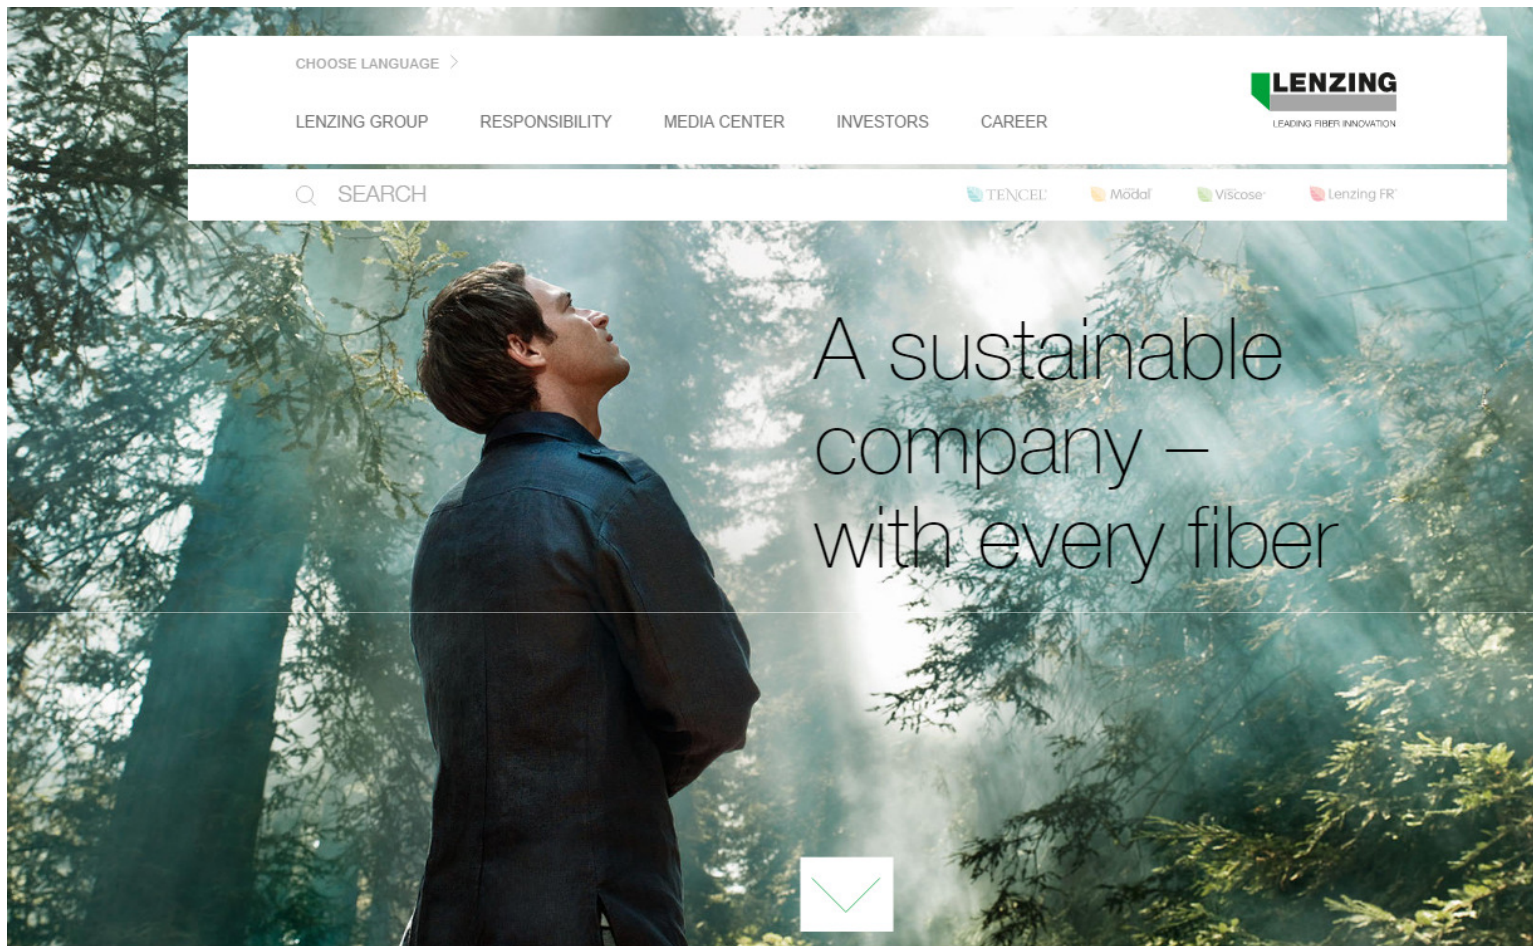 CHOOSE LANGUAGE
LENZING GROUP RESPONSIBILITY MEDIA CENTER INVESTORS CAREER
LENZING
LEADING FIBER INNOVATION
SEARCH
TENCEL® Modal® Viscose® Lenzing FR®
A sustainable
company –
with every fiber